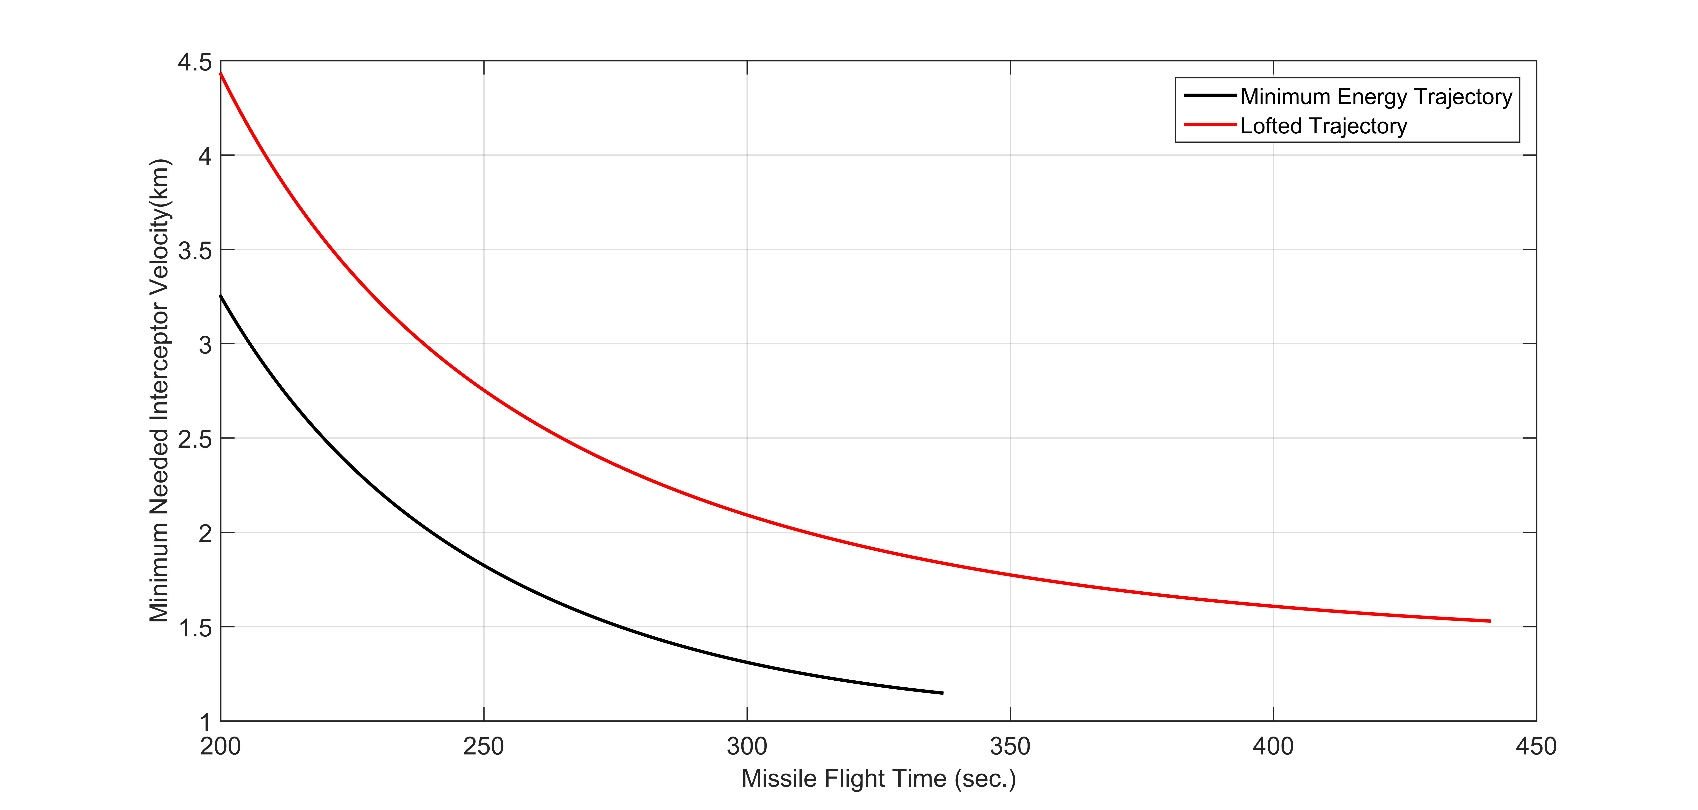 4.5
4
3.5
3
2.5
2
1.5
1
Minimum Needed Interceptor Velocity(km)
Minimum Energy Trajectory
Lofted Trajectory
200 250 300 350 400 450
Missile Flight Time (sec.)